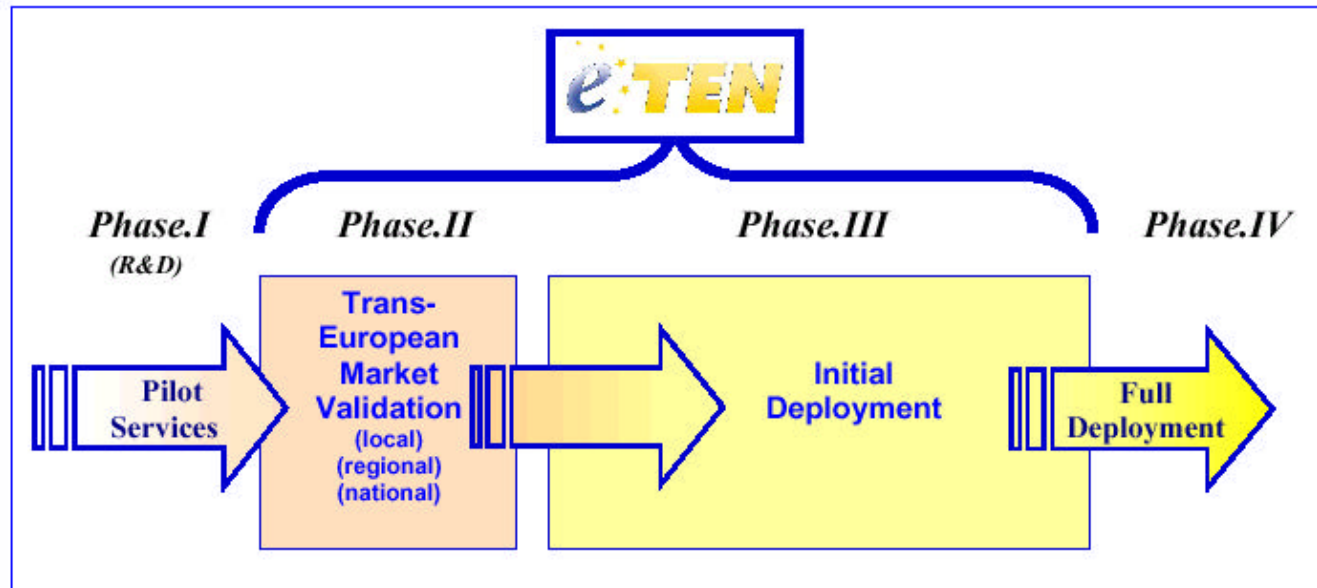 e TEN
Phase.I
(R&D)
Phase.II
Phase.III
Phase.IV
Pilot
Services
Trans-
European
Market
Validation
(local)
(regional)
(national)
Initial
Deployment
Full
Deployment